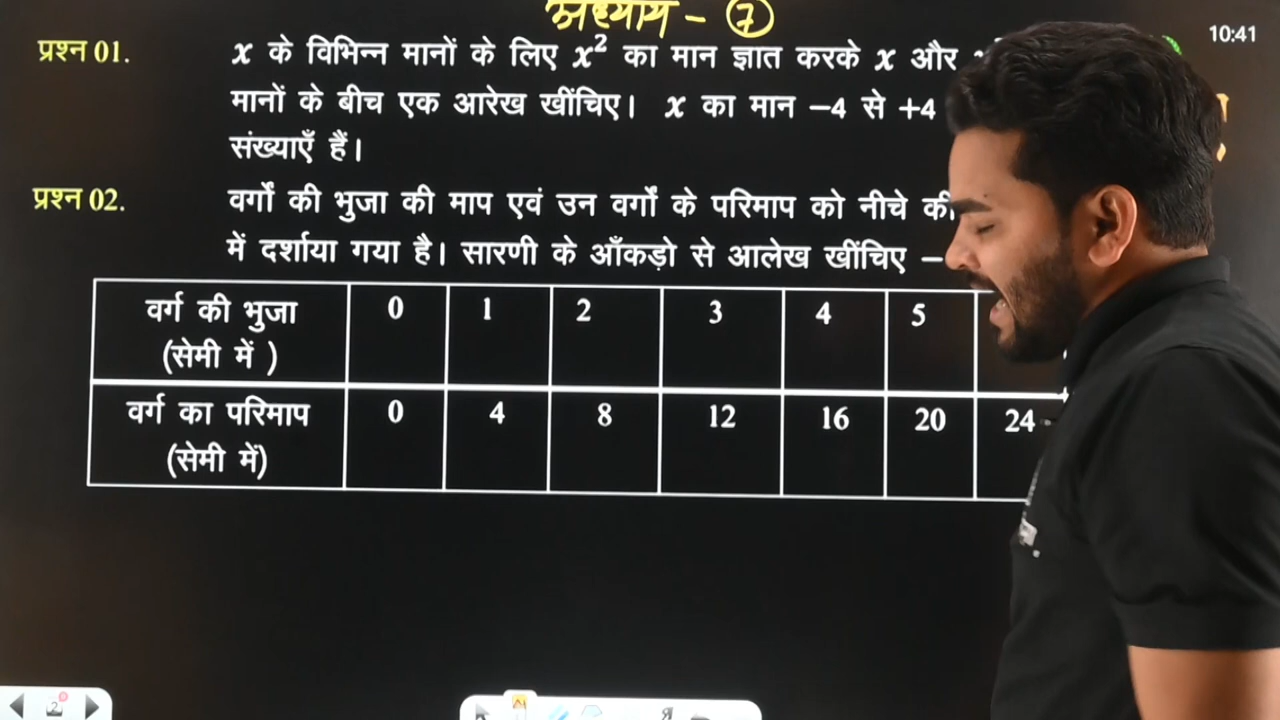 अध्याय - 7
10:41
प्रश्न 01. x के विभिन्न मानों के लिए x² का मान ज्ञात करके x और
मानों के बीच एक आरेख खींचिए। x का मान –4 से +4
संख्याएँ हैं।
प्रश्न 02. वर्गों की भुजा की माप एवं उन वर्गों के परिमाप को नीचे की
में दर्शाया गया है। सारणी के आँकड़ो से आलेख खींचिए –
वर्ग की भुजा (सेमी में ) 0 1 2 3 4 5
वर्ग का परिमाप (सेमी में) 0 4 8 12 16 20 24
2